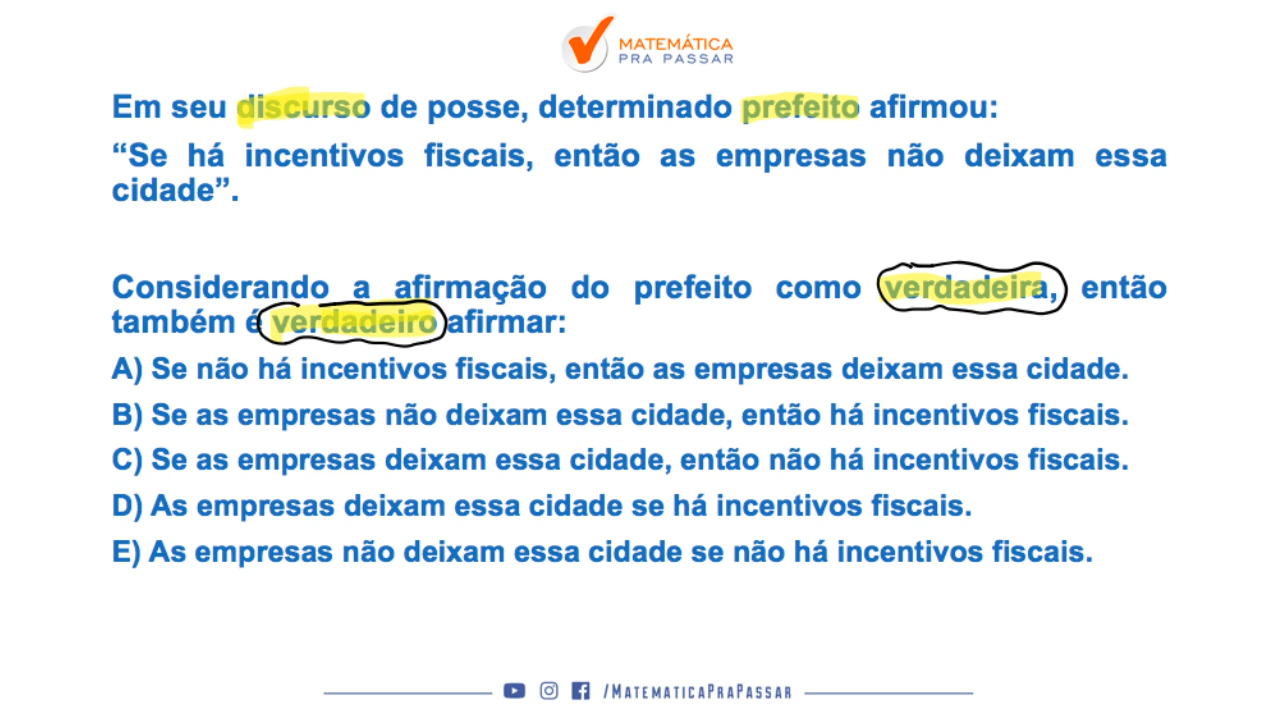 MATEMÁTICA
PRA PASSAR
Em seu discurso de posse, determinado prefeito afirmou:
“Se há incentivos fiscais, então as empresas não deixam essa
cidade”.
Considerando a afirmação do prefeito como verdadeira, então
também é verdadeiro afirmar:
A) Se não há incentivos fiscais, então as empresas deixam essa cidade.
B) Se as empresas não deixam essa cidade, então há incentivos fiscais.
C) Se as empresas deixam essa cidade, então não há incentivos fiscais.
D) As empresas deixam essa cidade se há incentivos fiscais.
E) As empresas não deixam essa cidade se não há incentivos fiscais.
/MATEMATICAPRAPASSAR